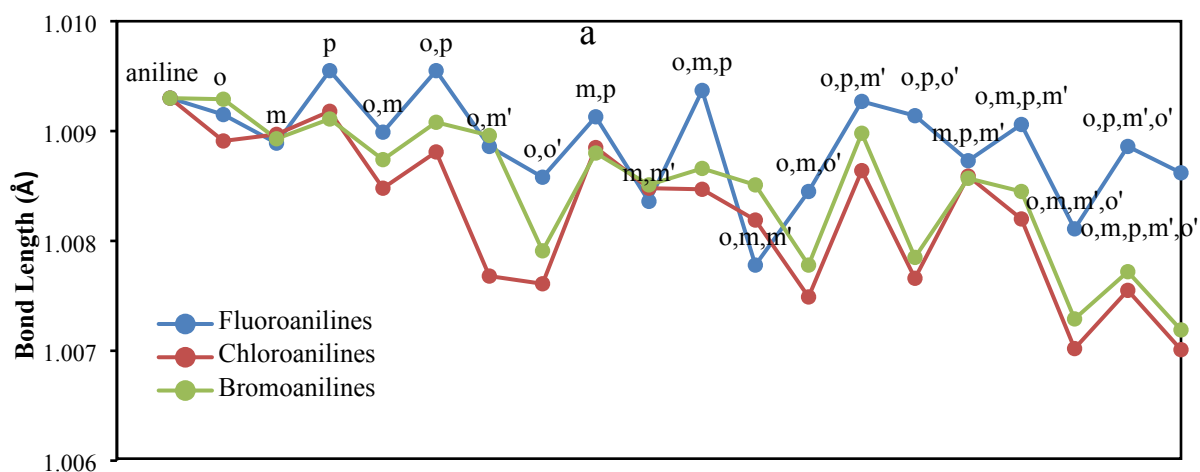 1.010
a
p
o,p
o,m,p
aniline
o
o,p,m'
o,p,o'
m,p
o,m,p,m'
o,m
o,p,m',o'
m
o,m'
1.009
m,p,m'
o,o'
m,m'
o,m,o'
o,m,m',o'
1.008
o,m,m'
o,m,p,m',o'
Bond Length (Å)
Fluoroanilines
Chloroanilines
1.007
Bromoanilines
1.006